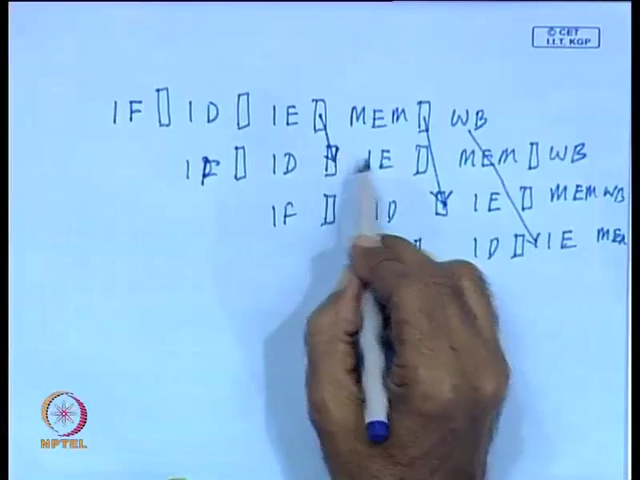 © CET
I.I.T. KGP
IF ID IE MEM WB
IF ID IE MEM WB
IF ID IE MEM WB
ID IE MEM
NPTEL